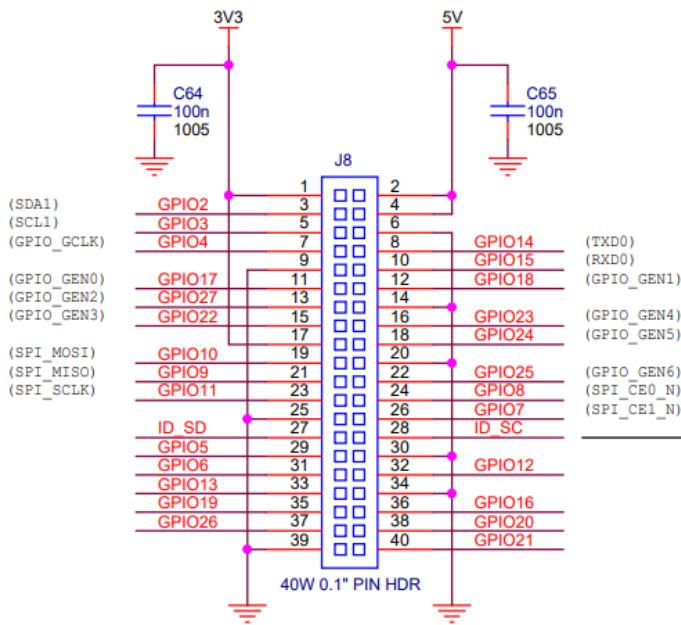 3V3 5V
C64 C65
100n 100n
1005 1005
J8
1 2
(SDA1) GPIO2 3 4
(SCL1) GPIO3 5 6
(GPIO_GCLK) GPIO4 7 8 GPIO14 (TXD0)
9 10 GPIO15 (RXD0)
(GPIO_GEN0) GPIO17 11 12 GPIO18 (GPIO_GEN1)
(GPIO_GEN2) GPIO27 13 14
(GPIO_GEN3) GPIO22 15 16 GPIO23 (GPIO_GEN4)
17 18 GPIO24 (GPIO_GEN5)
(SPI_MOSI) GPIO10 19 20
(SPI_MISO) GPIO9 21 22 GPIO25 (GPIO_GEN6)
(SPI_SCLK) GPIO11 23 24 GPIO8 (SPI_CE0_N)
25 26 GPIO7 (SPI_CE1_N)
ID_SD 27 28 ID_SC
GPIO5 29 30
GPIO6 31 32 GPIO12
GPIO13 33 34
GPIO19 35 36 GPIO16
GPIO26 37 38 GPIO20
39 40 GPIO21
40W 0.1" PIN HDR